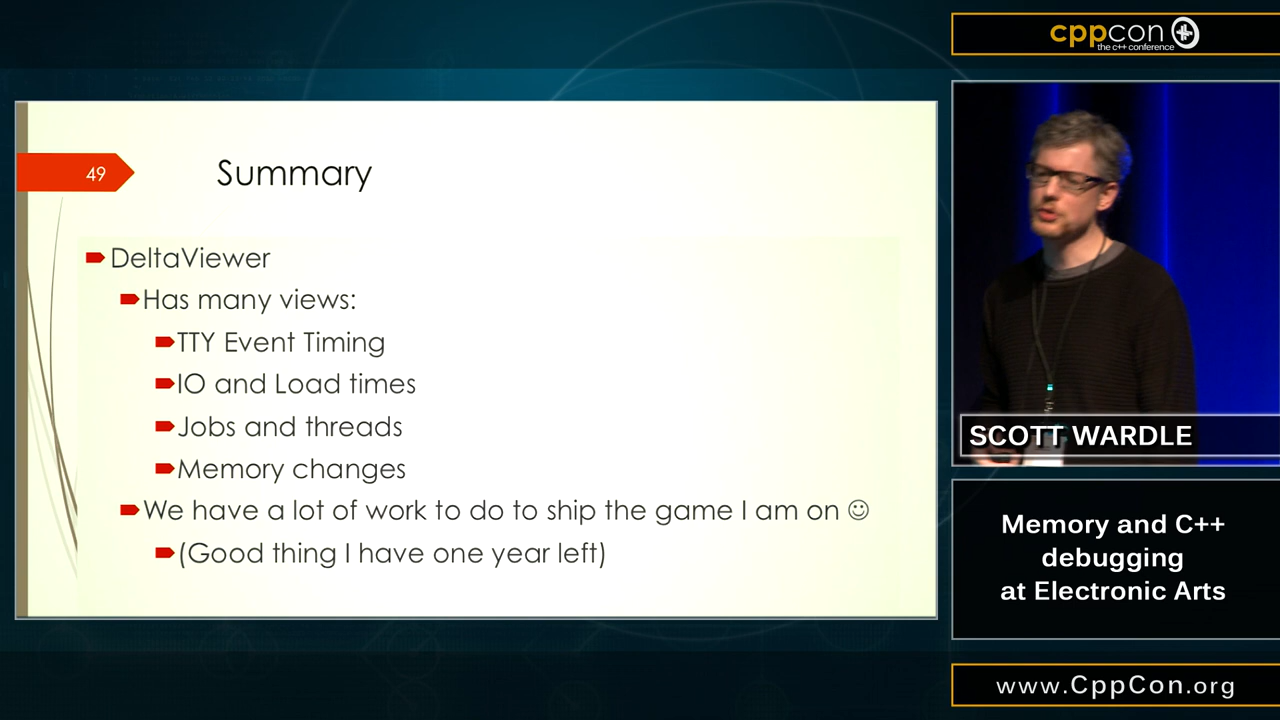 cppcon
the c++ conference
49
Summary
DeltaViewer
Has many views:
TTY Event Timing
IO and Load times
Jobs and threads
Memory changes
We have a lot of work to do to ship the game I am on ☺
(Good thing I have one year left)
SCOTT WARDLE
Memory and C++
debugging
at Electronic Arts
www.CppCon.org